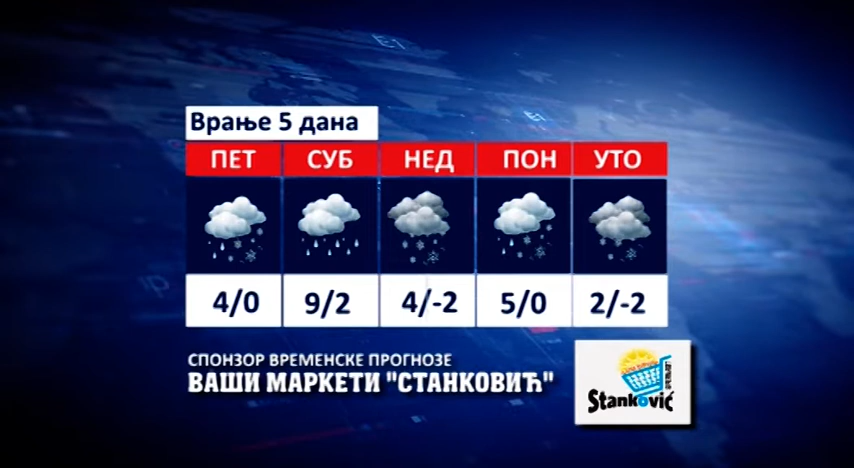 Врање 5 дана
ПЕТ СУБ НЕД ПОН УТО
4/0 9/2 4/-2 5/0 2/-2
СПОНЗОР ВРЕМЕНСКЕ ПРОГНОЗЕ
ВАШИ МАРКЕТИ "СТАНКОВИЋ"
Stanković